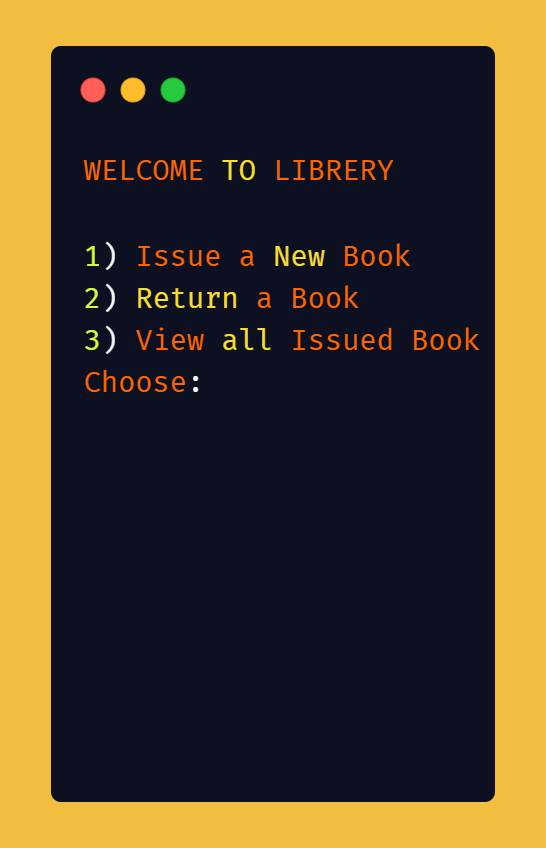 WELCOME TO LIBRERY
1) Issue a New Book
2) Return a Book
3) View all Issued Book
Choose: